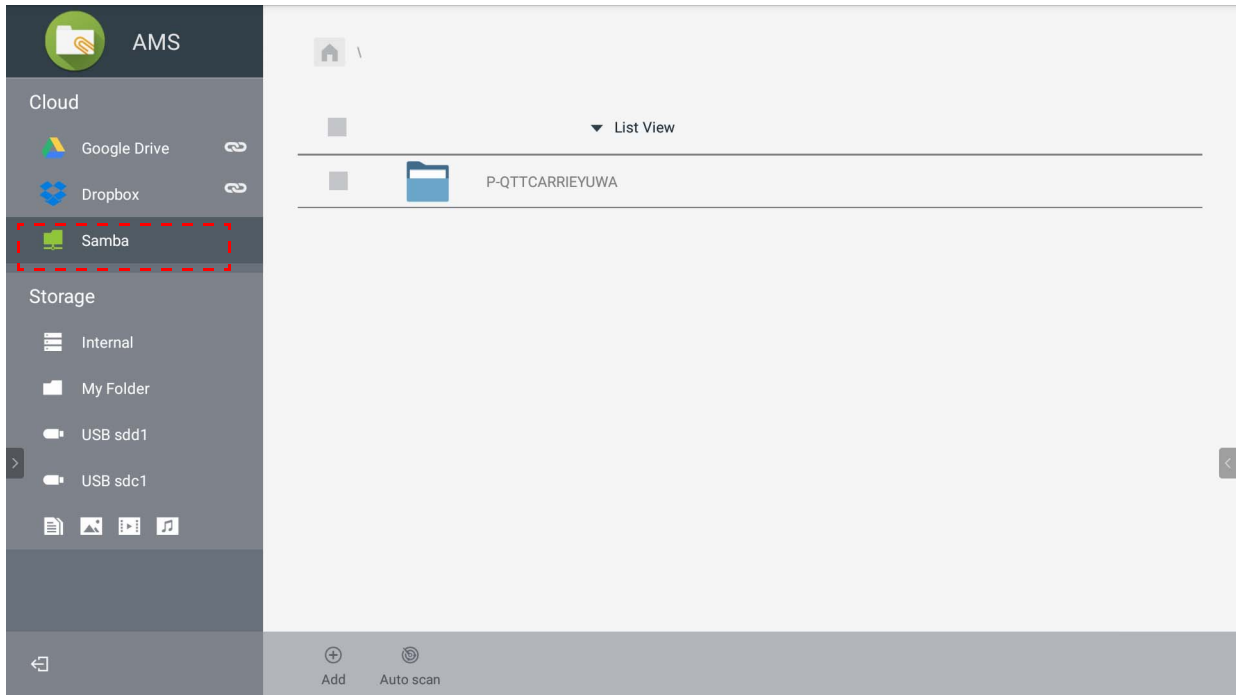 AMS
Cloud
Google Drive
Dropbox
Samba
Storage
Internal
My Folder
USB sdd1
USB sdc1
\
List View
P-QTTCARRIEYUWA
Add
Auto scan